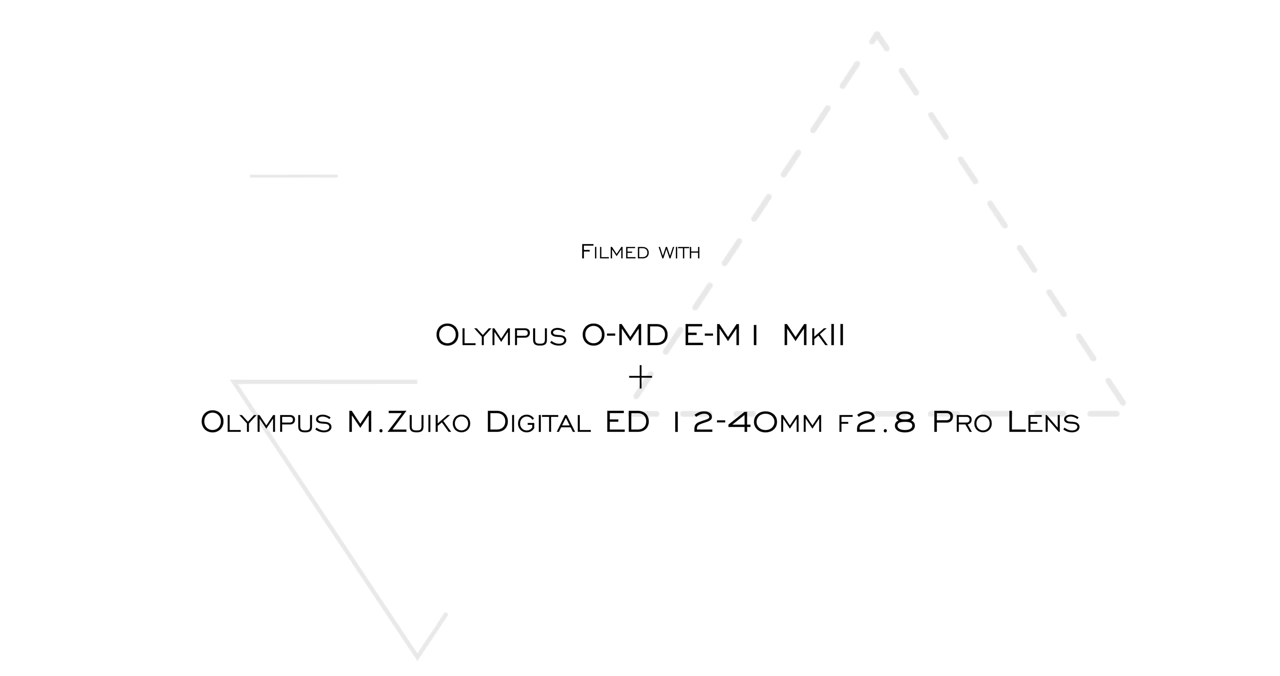 Filmed with
Olympus O-MD E-M1 MkII
+
Olympus M.Zuiko Digital ED 12-40mm f2.8 Pro Lens